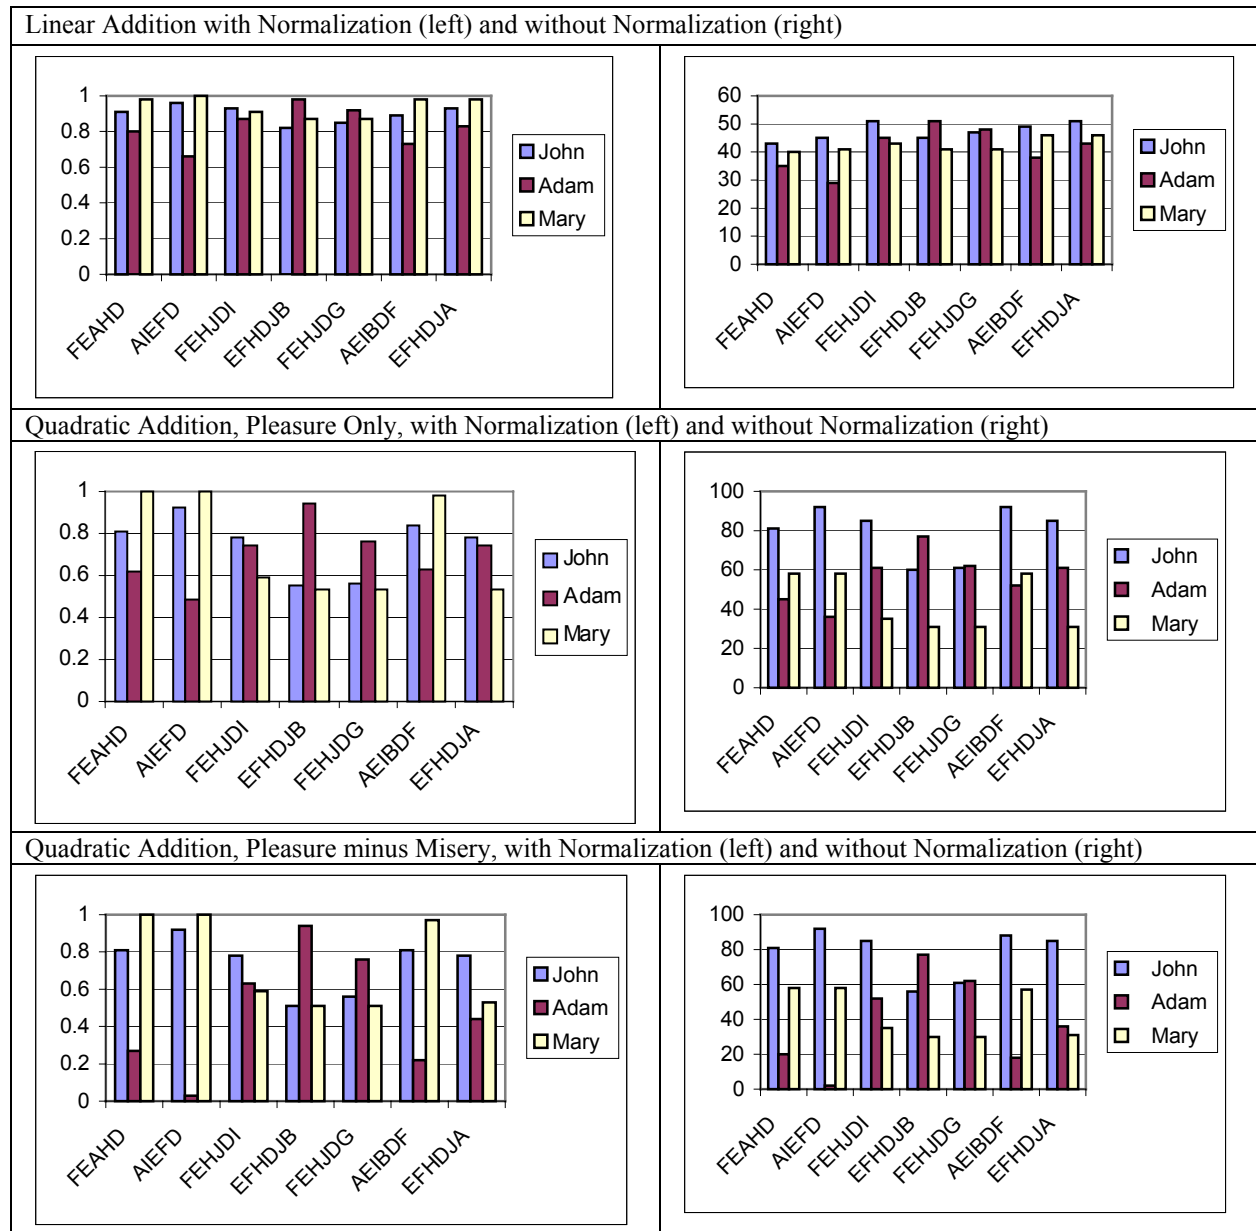 Linear Addition with Normalization (left) and without Normalization (right)
1
0.8
0.6
0.4
0.2
0
FEAHD
AIEFD
FEHJDI
EFHDJB
FEHJDG
AEIBDF
EFHDJA
John
Adam
Mary
60
50
40
30
20
10
0
FEAHD
AIEFD
FEHJDI
EFHDJB
FEHJDG
AEIBDF
EFHDJA
John
Adam
Mary
Quadratic Addition, Pleasure Only, with Normalization (left) and without Normalization (right)
1
0.8
0.6
0.4
0.2
0
FEAHD
AIEFD
FEHJDI
EFHDJB
FEHJDG
AEIBDF
EFHDJA
John
Adam
Mary
100
80
60
40
20
0
FEAHD
AIEFD
FEHJDI
EFHDJB
FEHJDG
AEIBDF
EFHDJA
John
Adam
Mary
Quadratic Addition, Pleasure minus Misery, with Normalization (left) and without Normalization (right)
1
0.8
0.6
0.4
0.2
0
FEAHD
AIEFD
FEHJDI
EFHDJB
FEHJDG
AEIBDF
EFHDJA
John
Adam
Mary
100
80
60
40
20
0
FEAHD
AIEFD
FEHJDI
EFHDJB
FEHJDG
AEIBDF
EFHDJA
John
Adam
Mary